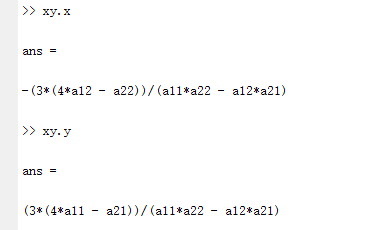 >> xy.x
ans =
-(3*(4*a12 - a22))/(a11*a22 - a12*a21)
>> xy.y
ans =
(3*(4*a11 - a21))/(a11*a22 - a12*a21)